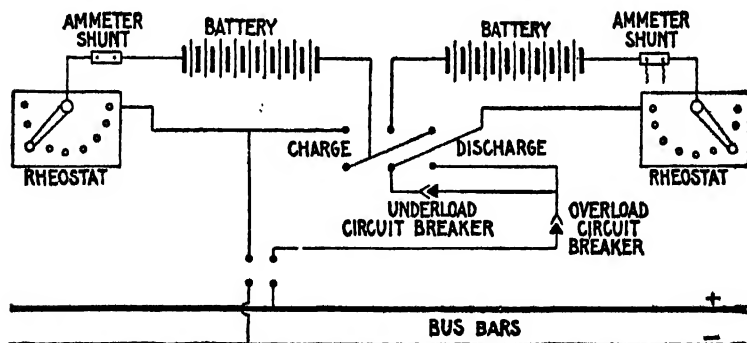 AMMETER
SHUNT
BATTERY
BATTERY
AMMETER
SHUNT
RHEOSTAT
CHARGE
DISCHARGE
RHEOSTAT
UNDERLOAD
CIRCUIT BREAKER
OVERLOAD
CIRCUIT
BREAKER
+
BUS BARS
−